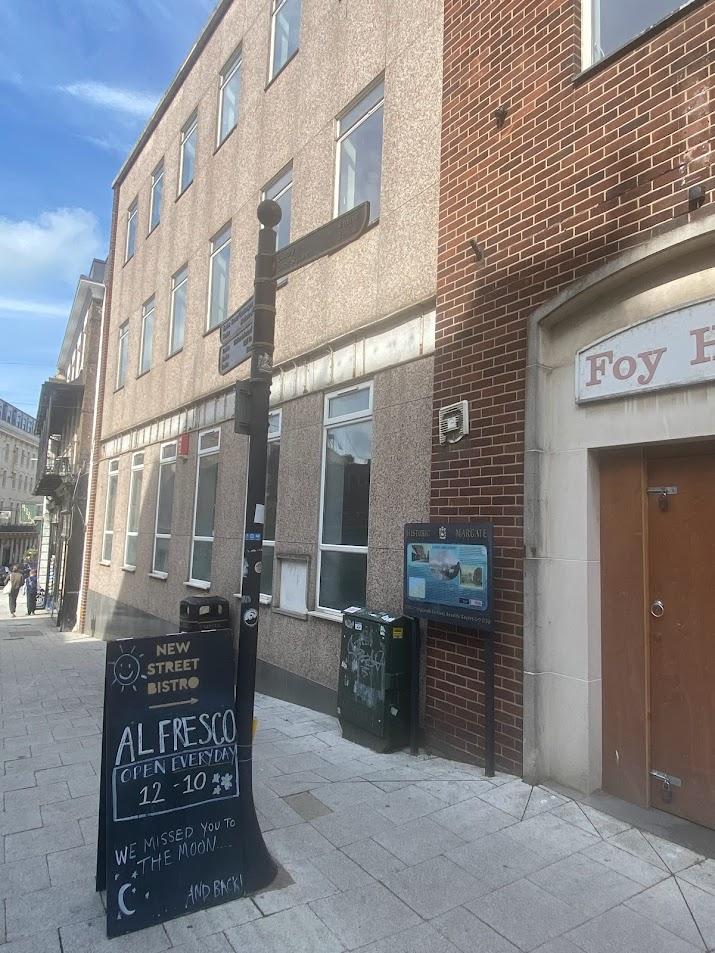 Foy H
HISTORIC MARGATE
NEW
STREET
BISTRO
AL FRESCO
OPEN EVERYDAY
12 - 10
WE MISSED YOU TO
THE MOON...
AND BACK!